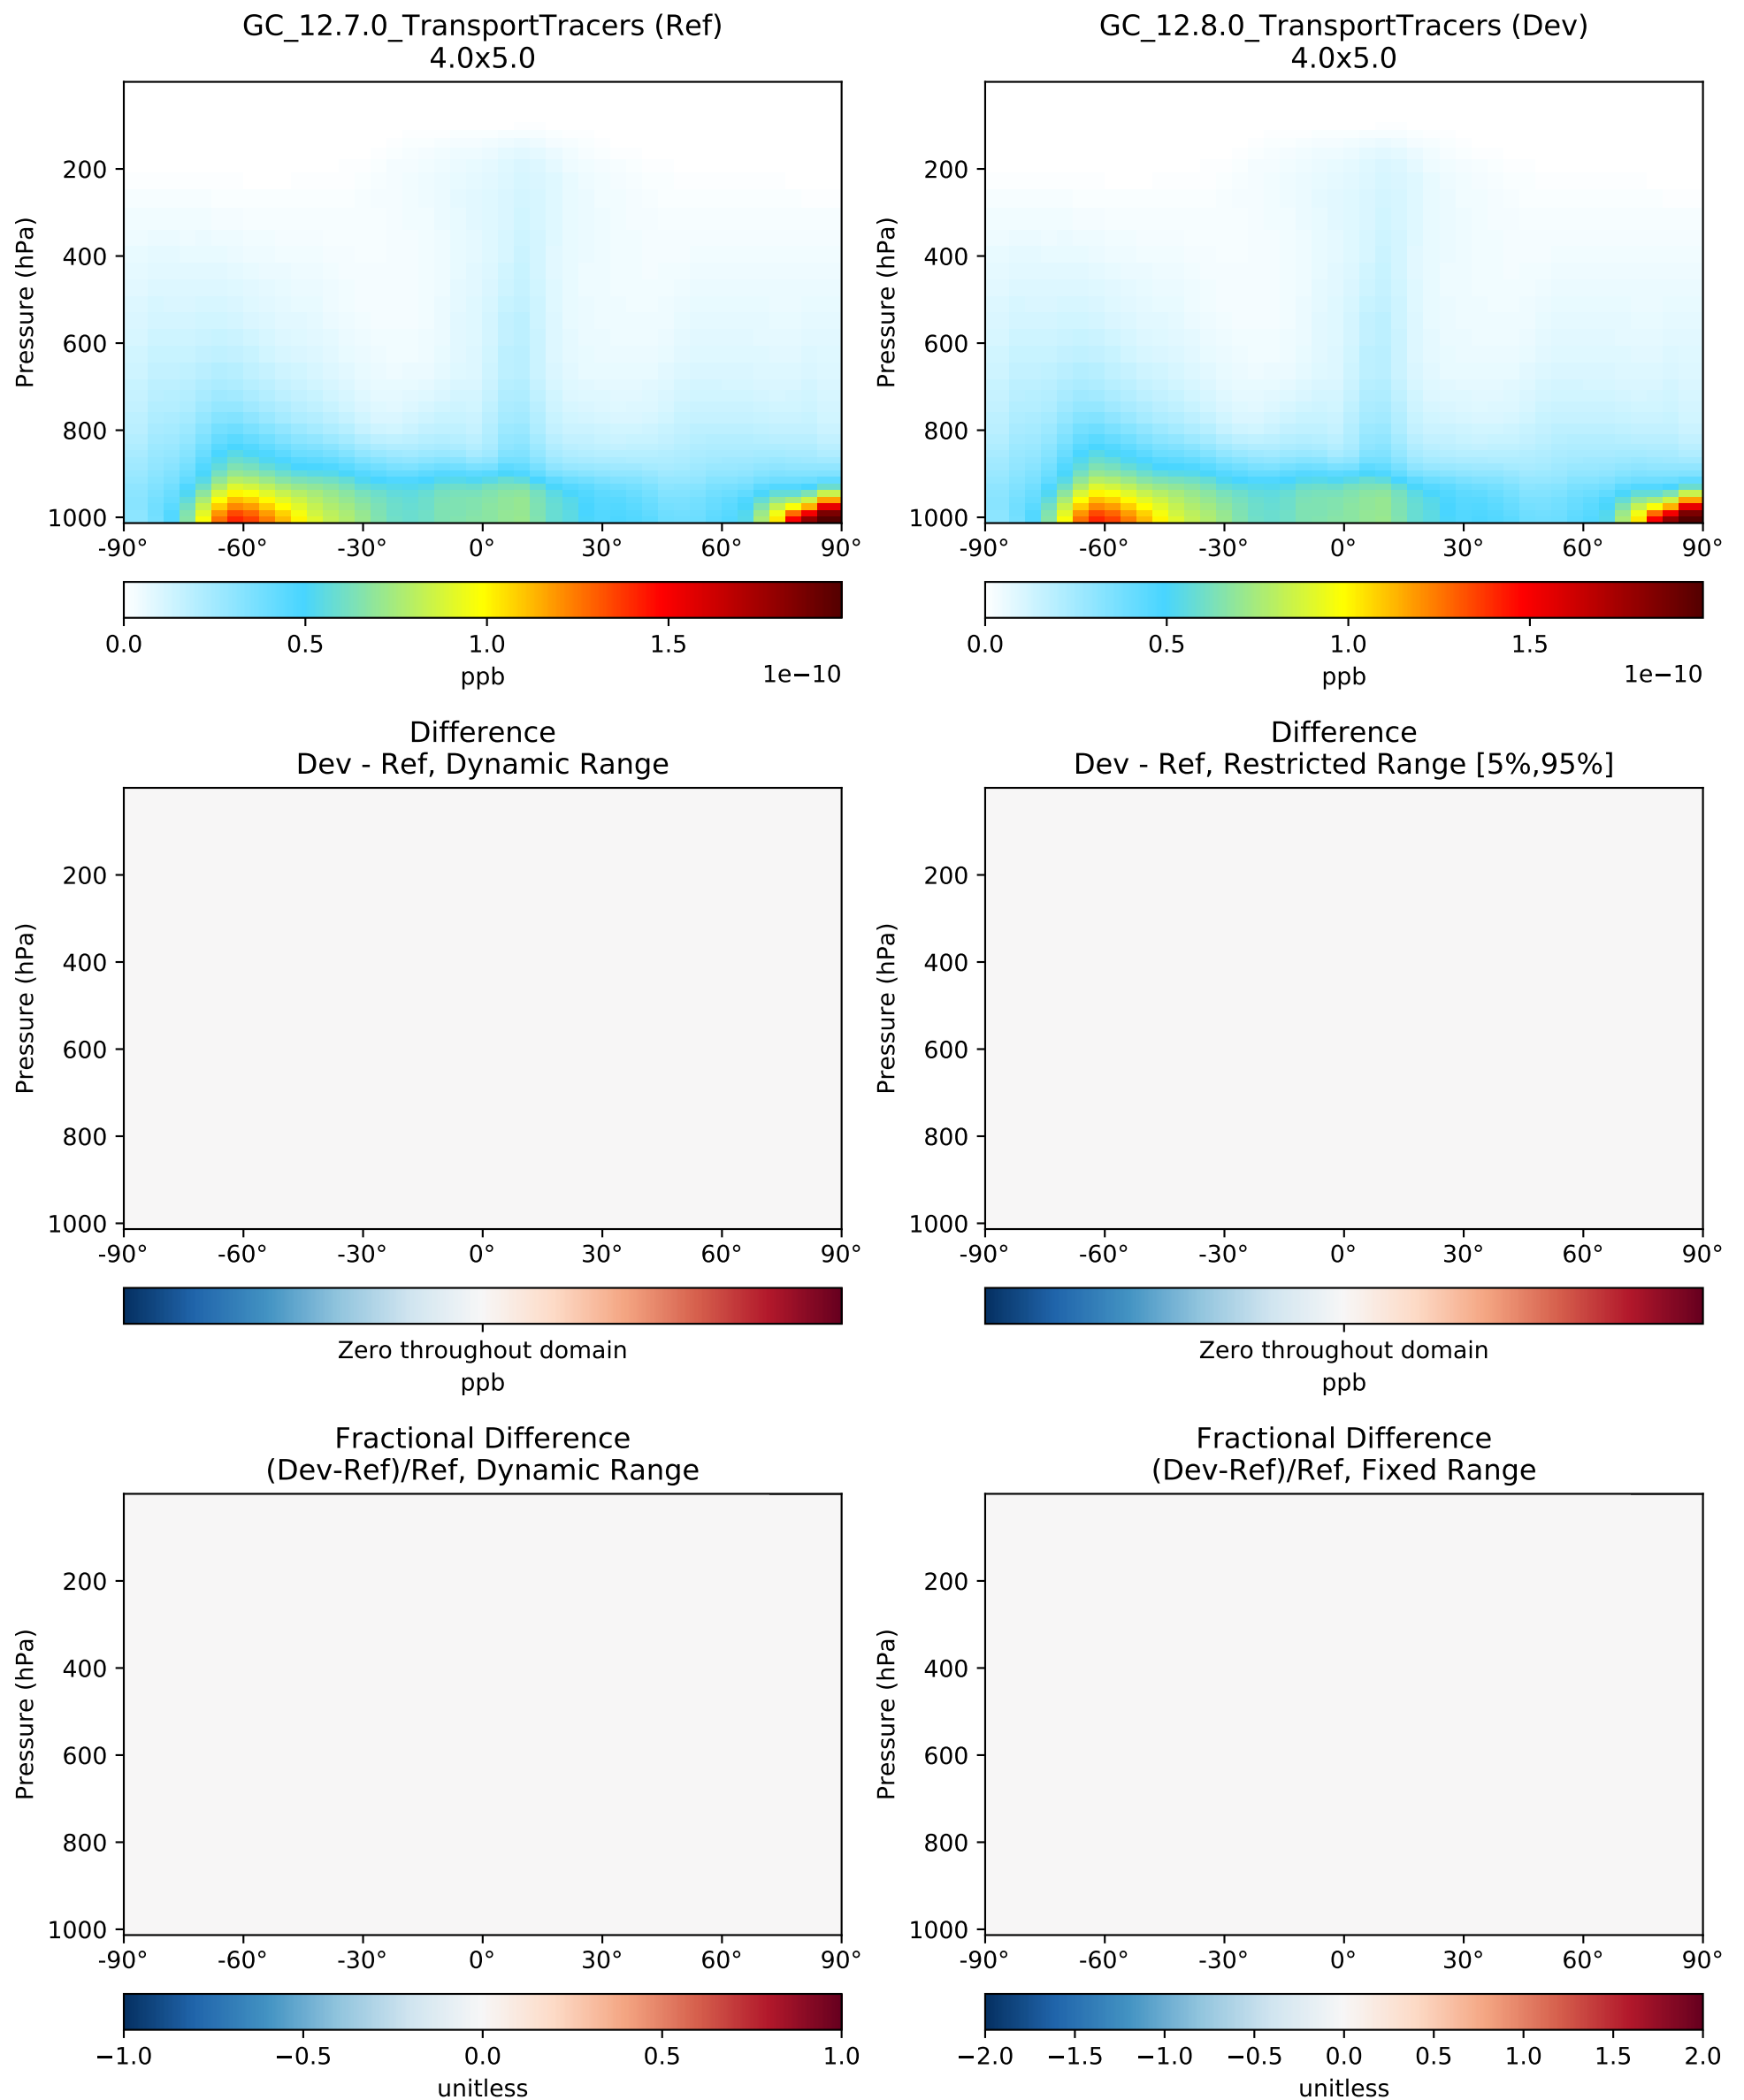 GC_12.7.0_TransportTracers (Ref)
4.0x5.0
Pressure (hPa)
200
400
600
800
1000
-90° -60° -30° 0° 30° 60° 90°
0.0 0.5 1.0 1.5
ppb
1e−10
GC_12.8.0_TransportTracers (Dev)
4.0x5.0
Pressure (hPa)
200
400
600
800
1000
-90° -60° -30° 0° 30° 60° 90°
0.0 0.5 1.0 1.5
ppb
1e−10
Difference
Dev - Ref, Dynamic Range
Pressure (hPa)
200
400
600
800
1000
-90° -60° -30° 0° 30° 60° 90°
Zero throughout domain
ppb
Difference
Dev - Ref, Restricted Range [5%,95%]
Pressure (hPa)
200
400
600
800
1000
-90° -60° -30° 0° 30° 60° 90°
Zero throughout domain
ppb
Fractional Difference
(Dev-Ref)/Ref, Dynamic Range
Pressure (hPa)
200
400
600
800
1000
-90° -60° -30° 0° 30° 60° 90°
−1.0 −0.5 0.0 0.5 1.0
unitless
Fractional Difference
(Dev-Ref)/Ref, Fixed Range
Pressure (hPa)
200
400
600
800
1000
-90° -60° -30° 0° 30° 60° 90°
−2.0 −1.5 −1.0 −0.5 0.0 0.5 1.0 1.5 2.0
unitless